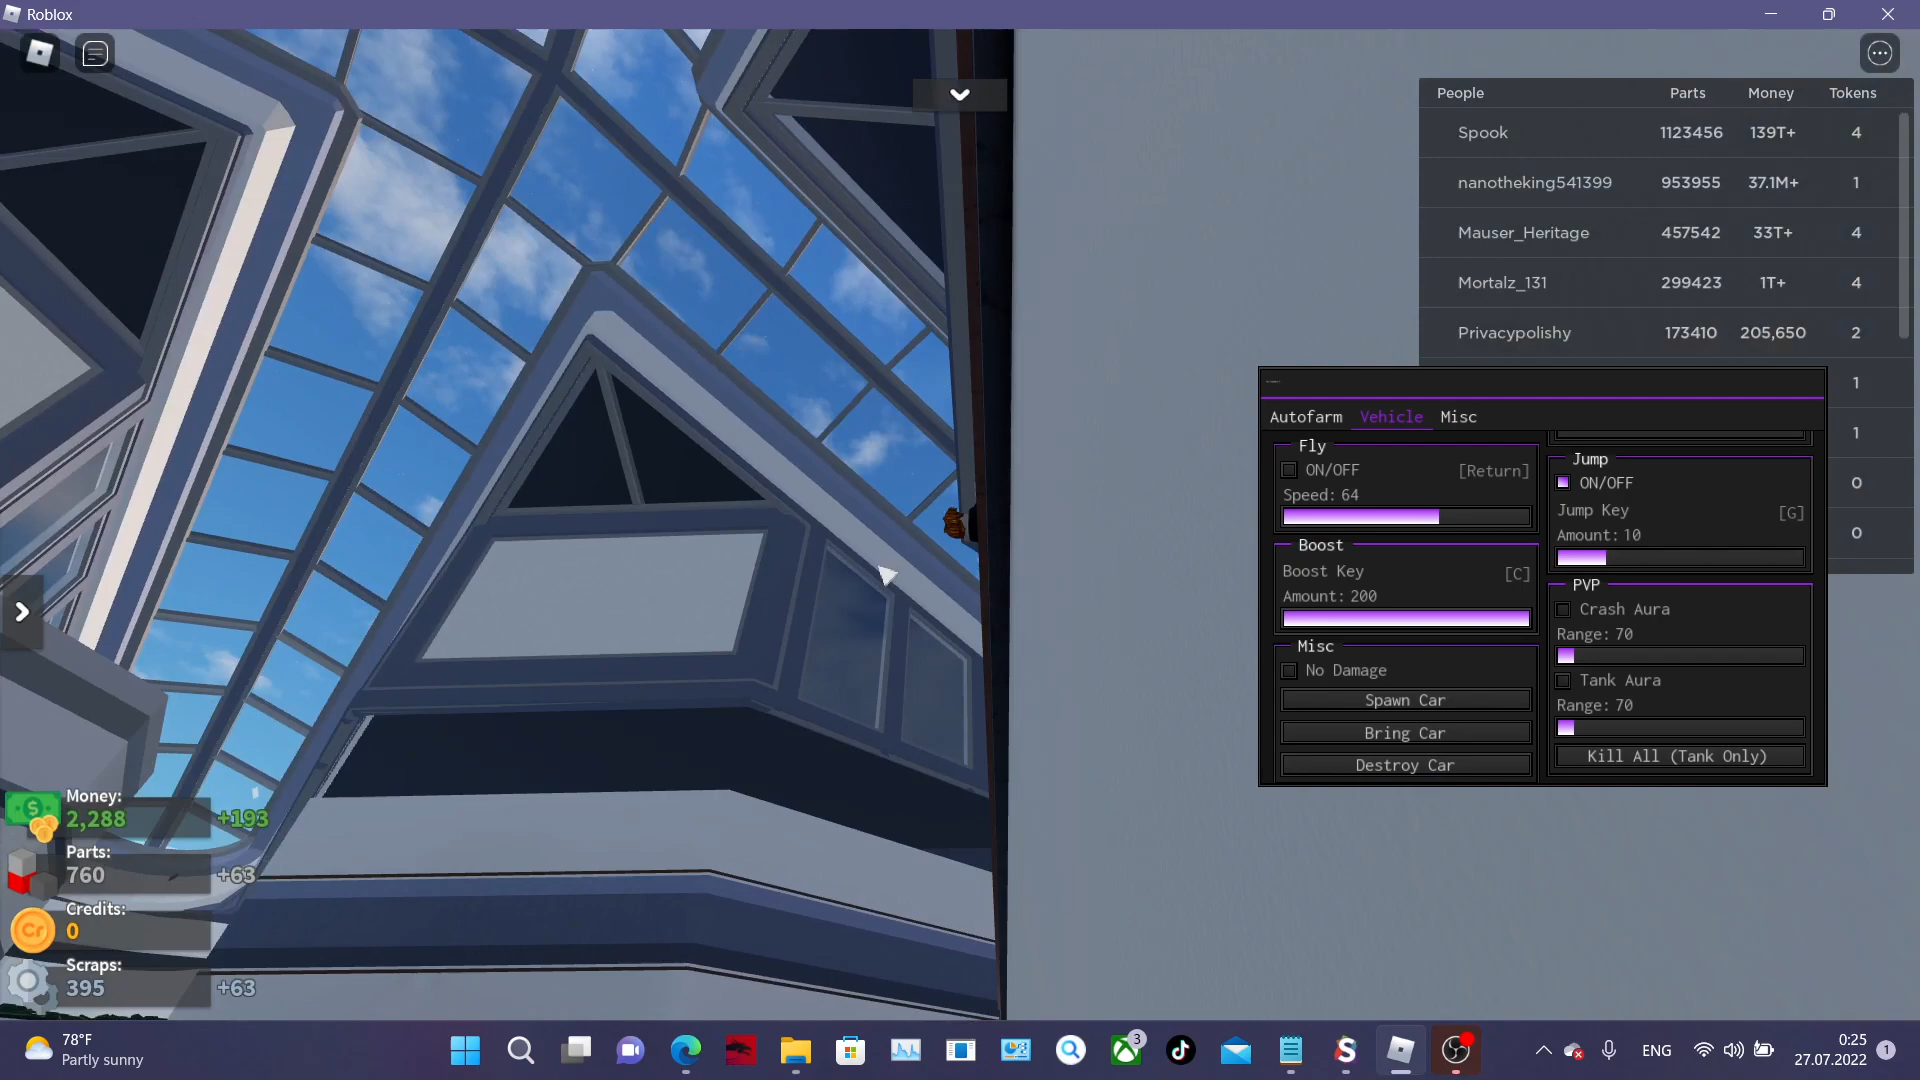 Roblox
People Parts Money Tokens
Spook 1123456 139T+ 4
nanotheking541399 953955 37.1M+ 1
Mauser_Heritage 457542 33T+ 4
Mortalz_131 299423 1T+ 4
Privacypolishy 173410 205,650 2
1
1
0
0
Autofarm Vehicle Misc
Fly
ON/OFF [Return]
Speed: 64
Boost
Boost Key [C]
Amount: 200
Misc
No Damage
Spawn Car
Bring Car
Destroy Car
Jump
ON/OFF
Jump Key [G]
Amount: 10
PVP
Crash Aura
Range: 70
Tank Aura
Range: 70
Kill All (Tank Only)
Money:
2,288 +193
Parts:
760 +63
Credits:
Cr 0
Scraps:
395 +63
78°F
Partly sunny
3
ENG
0:25
27.07.2022
1